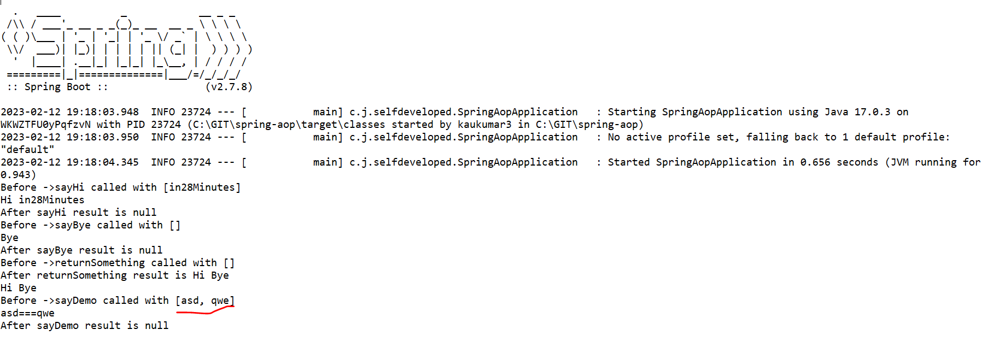 .   ____          _            __ _ _
 /\\ / ___'_ __ _ _(_)_ __  __ _ \ \ \ \
( ( )\___ | '_ | '_| | '_ \/ _` | \ \ \ \
 \\/  ___)| |_)| | | | | || (_| |  ) ) ) )
  '  |____| .__|_| |_|_| |_\__, | / / / /
 =========|_|==============|___/=/_/_/_/
 :: Spring Boot ::                (v2.7.8)
2023-02-12 19:18:03.948  INFO 23724 --- [           main] c.j.selfdeveloped.SpringAopApplication   : Starting SpringAopApplication using Java 17.0.3 on
WKWZTFU0yPqfzvN with PID 23724 (C:\GIT\spring-aop\target\classes started by kaukumar3 in C:\GIT\spring-aop)
2023-02-12 19:18:03.950  INFO 23724 --- [           main] c.j.selfdeveloped.SpringAopApplication   : No active profile set, falling back to 1 default profile:
"default"
2023-02-12 19:18:04.345  INFO 23724 --- [           main] c.j.selfdeveloped.SpringAopApplication   : Started SpringAopApplication in 0.656 seconds (JVM running for
0.943)
Before ->sayHi called with [in28Minutes]
Hi in28Minutes
After sayHi result is null
Before ->sayBye called with []
Bye
After sayBye result is null
Before ->returnSomething called with []
After returnSomething result is Hi Bye
Hi Bye
Before ->sayDemo called with [asd, qwe]
asd===qwe
After sayDemo result is null